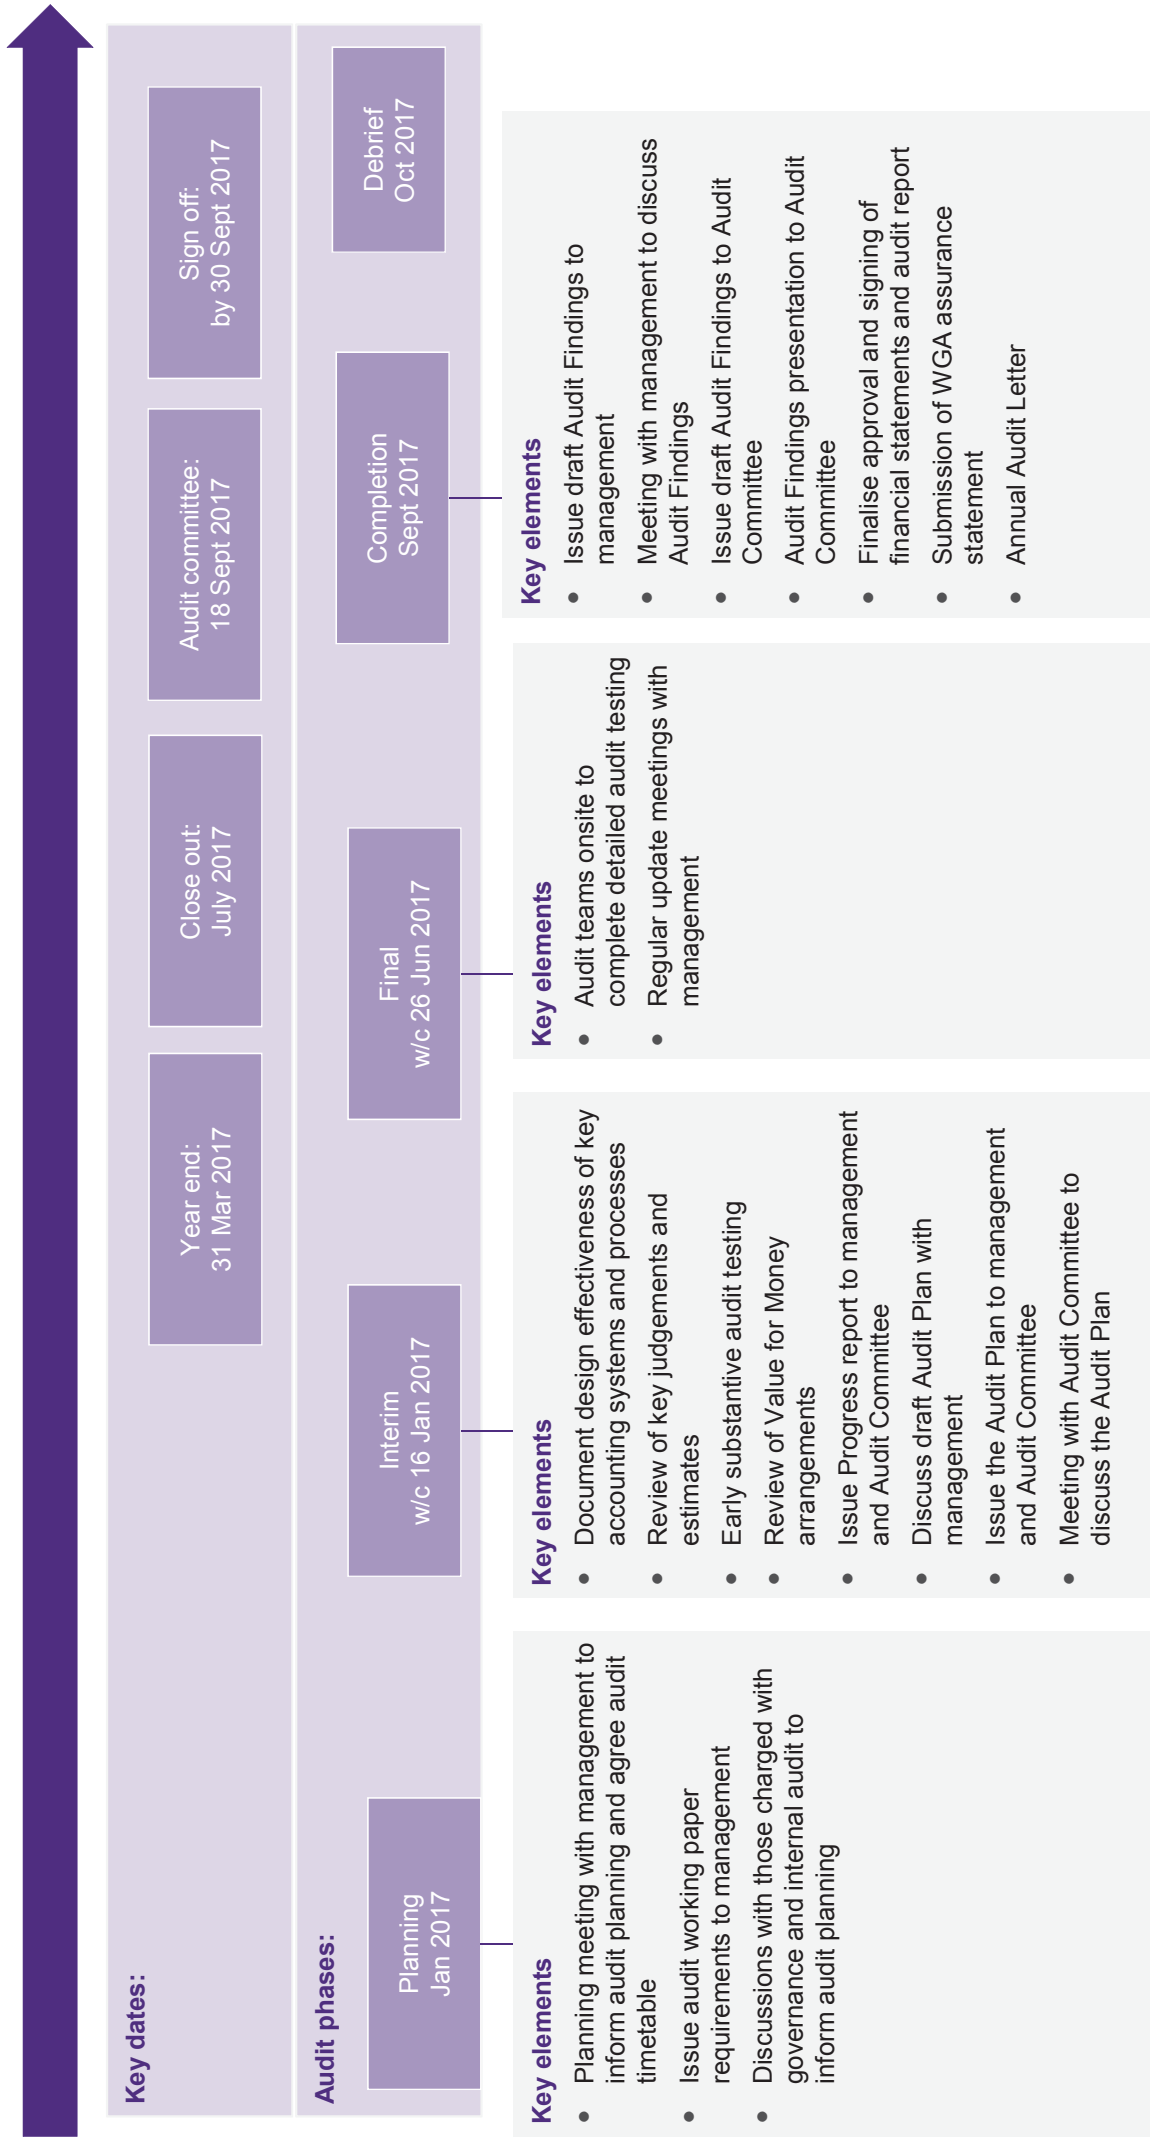 Key dates:
Year end:
31 Mar 2017
Close out:
July 2017
Audit committee:
18 Sept 2017
Sign off:
by 30 Sept 2017
Audit phases:
Planning
Jan 2017
Interim
w/c 16 Jan 2017
Final
w/c 26 Jun 2017
Completion
Sept 2017
Debrief
Oct 2017
Key elements
• Planning meeting with management to
inform audit planning and agree audit
timetable
• Issue audit working paper
requirements to management
• Discussions with those charged with
governance and internal audit to
inform audit planning
Key elements
• Document design effectiveness of key
accounting systems and processes
• Review of key judgements and
estimates
• Early substantive audit testing
• Review of Value for Money
arrangements
• Issue Progress report to management
and Audit Committee
• Discuss draft Audit Plan with
management
• Issue the Audit Plan to management
and Audit Committee
• Meeting with Audit Committee to
discuss the Audit Plan
Key elements
• Audit teams onsite to
complete detailed audit testing
• Regular update meetings with
management
Key elements
• Issue draft Audit Findings to
management
• Meeting with management to discuss
Audit Findings
• Issue draft Audit Findings to Audit
Committee
• Audit Findings presentation to Audit
Committee
• Finalise approval and signing of
financial statements and audit report
• Submission of WGA assurance
statement
• Annual Audit Letter